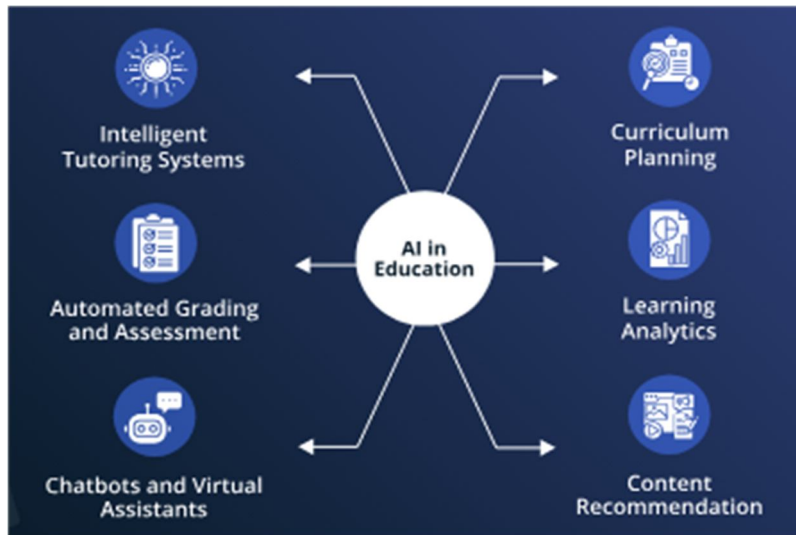 Intelligent
Tutoring Systems
Curriculum
Planning
AI in
Education
Automated Grading
and Assessment
Learning
Analytics
Chatbots and Virtual
Assistants
Content
Recommendation